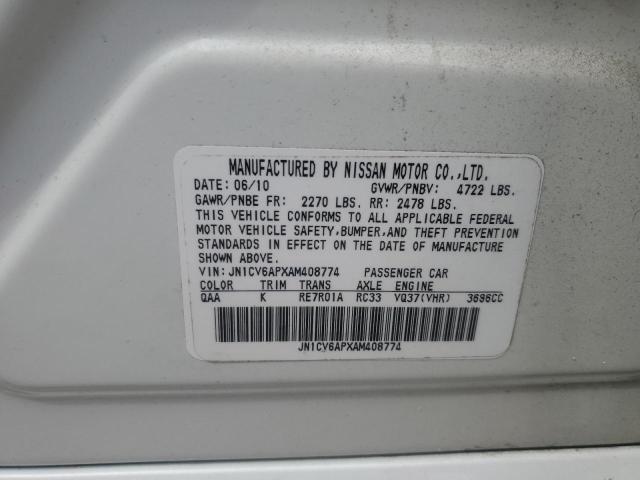 MANUFACTURED BY NISSAN MOTOR CO.,LTD.
DATE: 06/10 GVWR/PNBV: 4722 LBS.
GAWR/PNBE FR: 2270 LBS. RR: 2478 LBS.
THIS VEHICLE CONFORMS TO ALL APPLICABLE FEDERAL
MOTOR VEHICLE SAFETY,BUMPER,AND THEFT PREVENTION
STANDARDS IN EFFECT ON THE DATE OF MANUFACTURE
SHOWN ABOVE.
VIN: JN1CV6APXAM408774 PASSENGER CAR
COLOR TRIM TRANS AXLE ENGINE
QAA K RE7R01A RC33 VQ37(VHR) 3696CC
JN1CV6APXAM408774